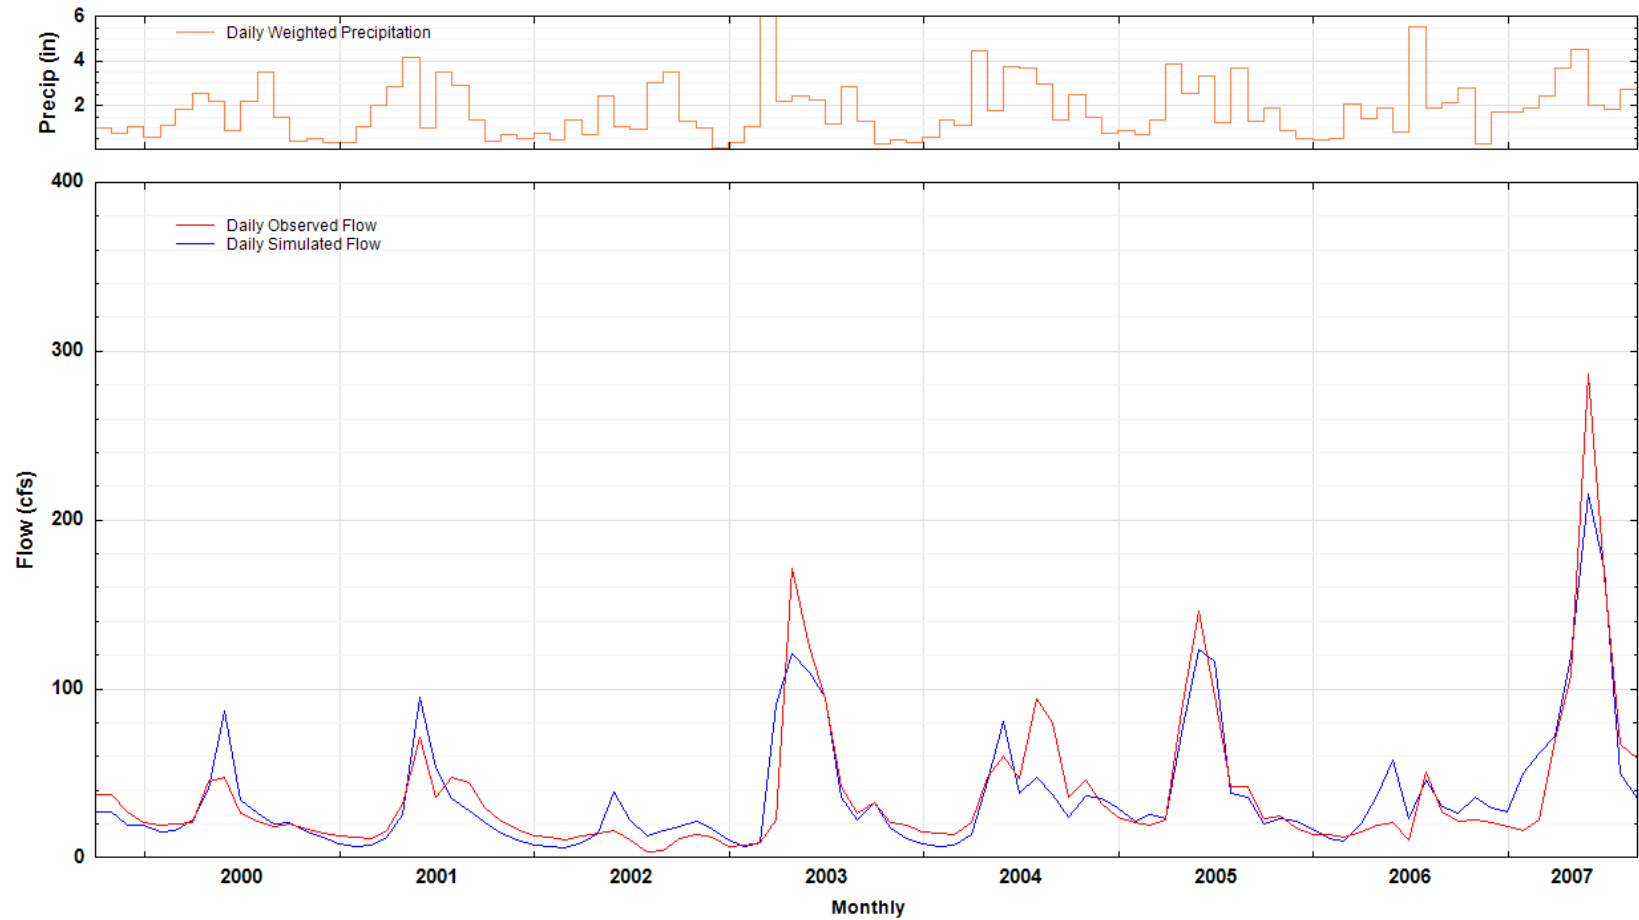 6
4
2
Precip (in)
Daily Weighted Precipitation
400
300
200
100
0
Flow (cfs)
Daily Observed Flow
Daily Simulated Flow
2000 2001 2002 2003 2004 2005 2006 2007
Monthly